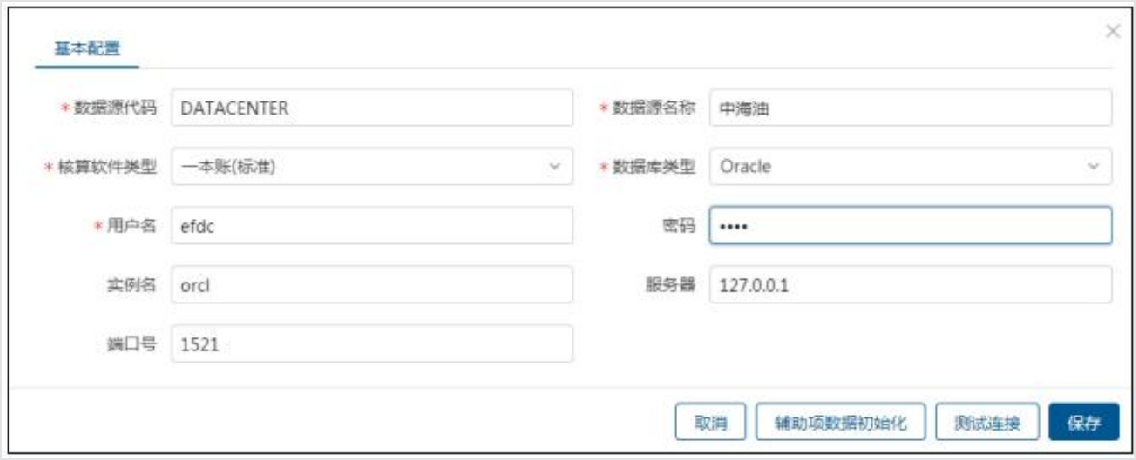 基本配置
* 数据源代码 DATACENTER * 数据源名称 中海油
* 核算软件类型 一本账(标准) * 数据库类型 Oracle
* 用户名 efdc 密码 ••••
实例名 orcl 服务器 127.0.0.1
端口号 1521
取消 辅助项数据初始化 测试连接 保存